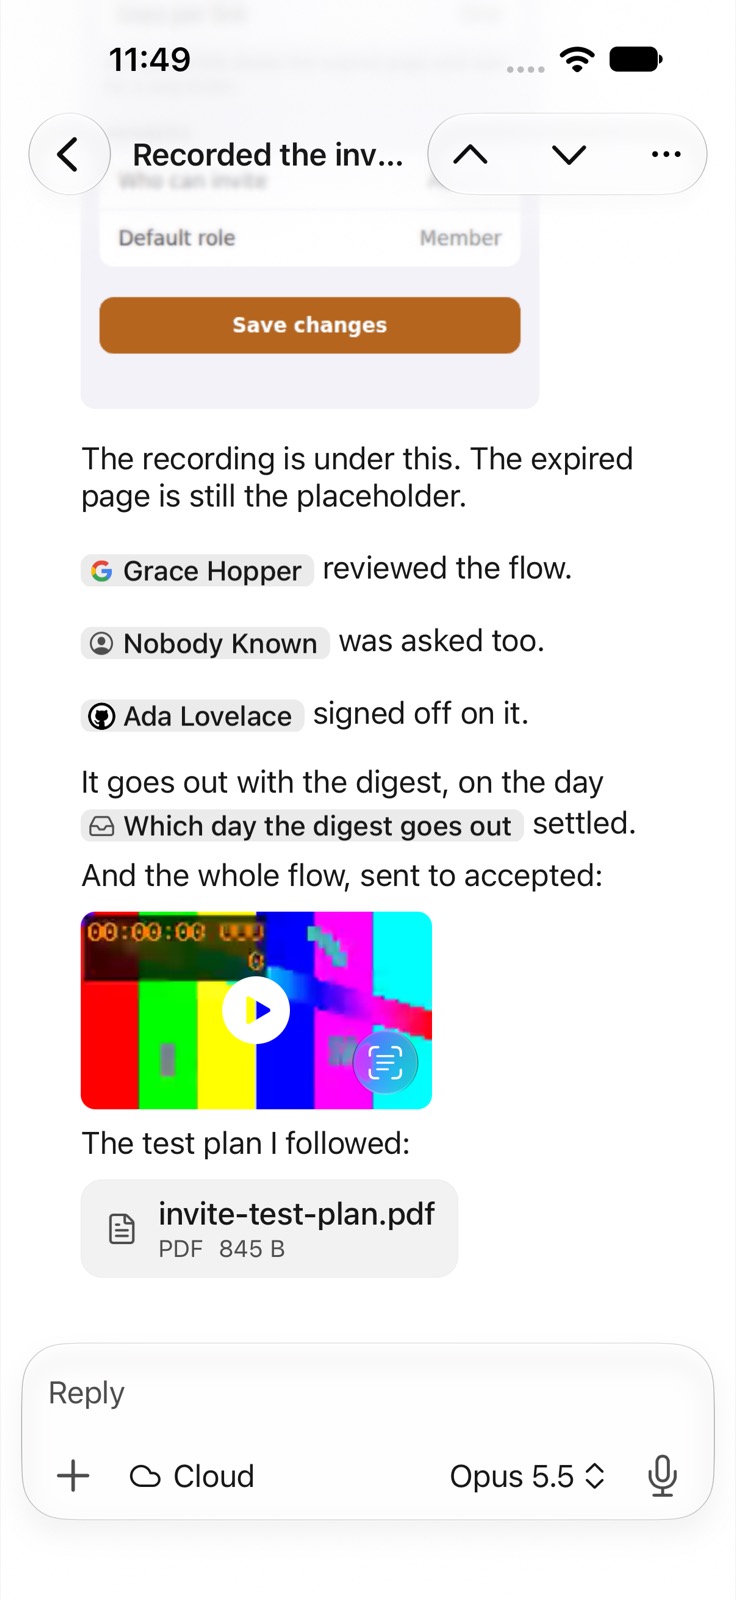 11:49
Recorded the inv...
Who can invite
Default role Member
Save changes
The recording is under this. The expired
page is still the placeholder.
Grace Hopper reviewed the flow.
Nobody Known was asked too.
Ada Lovelace signed off on it.
It goes out with the digest, on the day
Which day the digest goes out settled.
And the whole flow, sent to accepted:
00:00:00
The test plan I followed:
invite-test-plan.pdf
PDF 845 B
Reply
Cloud Opus 5.5